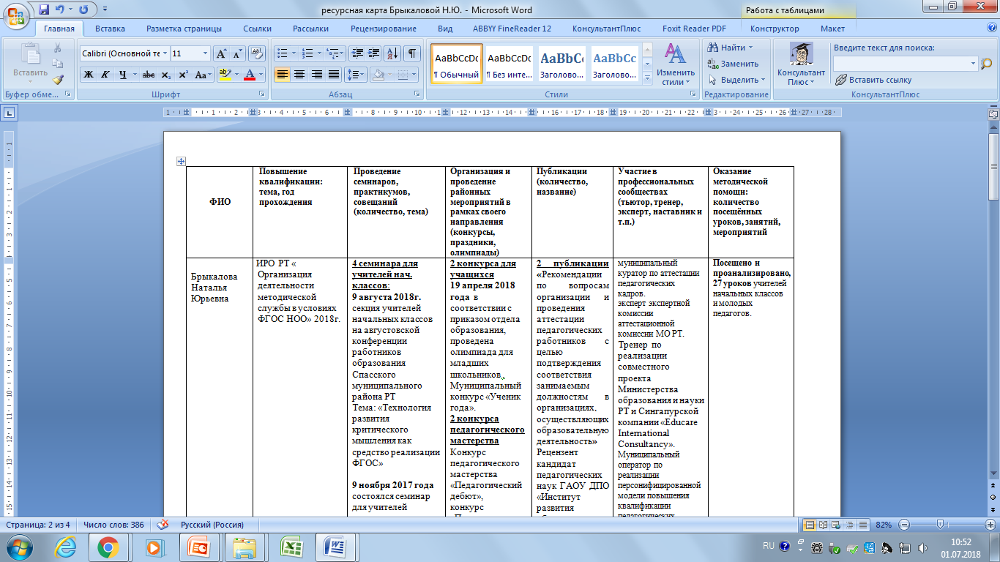 ресурсная карта Брыкаловой Н.Ю. - Microsoft Word
Работа с таблицами
Главная Вставка Разметка страницы Ссылки Рассылки Рецензирование Вид ABBYY FineReader 12 КонсультантПлюс Foxit Reader PDF Конструктор Макет
Вставить
Буфер обме...
Calibri (Основной те 11
Ж К Ч abc x₂ x² Aa
Шрифт
Абзац
AaBbCcDc AaBbCcDc AaBbCc AaBbCc
¶ Обычный ¶ Без инте... Заголово... Заголово...
Изменить
стили
Стили
Найти
Заменить
Выделить
Редактирование
Консультант
Плюс
Введите текст для поиска:
Вставить ссылку
КонсультантПлюс
ФИО
Повышение
квалификации:
тема, год
прохождения
Проведение
семинаров,
практикумов,
совещаний
(количество, тема)
Организация и
проведение
районных
мероприятий в
рамках своего
направления
(конкурсы,
праздники,
олимпиады)
Публикации
(количество,
название)
Участие в
профессиональных
сообществах
(тьютор, тренер,
эксперт, наставник и
т.п.)
Оказание
методической
помощи:
количество
посещённых
уроков, занятий,
мероприятий
Брыкалова
Наталья
Юрьевна
ИРО РТ «
Организация
деятельности
методической
службы в условиях
ФГОС НОО» 2018г.
4 семинара для
учителей нач.
классов:
9 августа 2018г.
секция учителей
начальных классов
на августовской
конференции
работников
образования
Спасского
муниципального
района РТ
Тема: «Технология
развития
критического
мышления как
средство реализации
ФГОС»
9 ноября 2017 года
состоялся семинар
для учителей
2 конкурса для
учащихся
19 апреля 2018
года в
соответствии с
приказом отдела
образования,
проведена
олимпиада для
младших
школьников,
Муниципальный
конкурс «Ученик
года».
2 конкурса
педагогического
мастерства
Конкурс
педагогического
мастерства
«Педагогический
дебют»,
конкурс
2 публикации
«Рекомендации
по вопросам
организации и
проведения
аттестации
педагогических
работников с
целью
подтверждения
соответствия
занимаемым
должностям в
организациях,
осуществляющих
образовательную
деятельность»
Рецензент
кандидат
педагогических
наук ГАОУ ДПО
«Институт
развития
муниципальный
куратор по аттестации
педагогических
кадров.
эксперт экспертной
комиссии
аттестационной
комиссии МО РТ.
Тренер по
реализации
совместного
проекта
Министерства
образования и науки
РТ и Сингапурской
компании «Educare
International
Consultancy».
Муниципальный
оператор по
реализации
персонифицированной
модели повышения
квалификации
педагогических
Посещено и
проанализировано,
27 уроков учителей
начальных классов
и молодых
педагогов.
Страница: 2 из 4 Число слов: 386 Русский (Россия) 82%
RU
10:52
01.07.2018